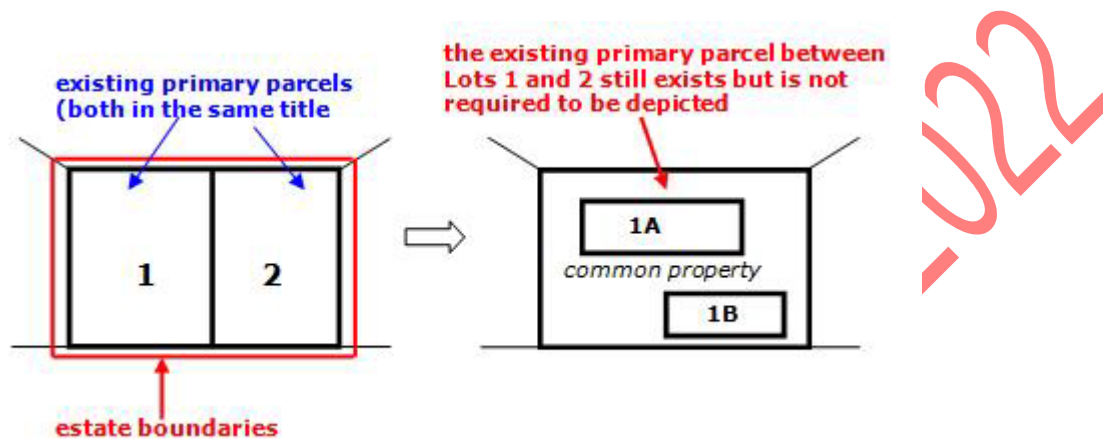 existing primary parcels
(both in the same title
the existing primary parcel between
Lots 1 and 2 still exists but is not
required to be depicted
1
2
1A
common property
1B
estate boundaries
022